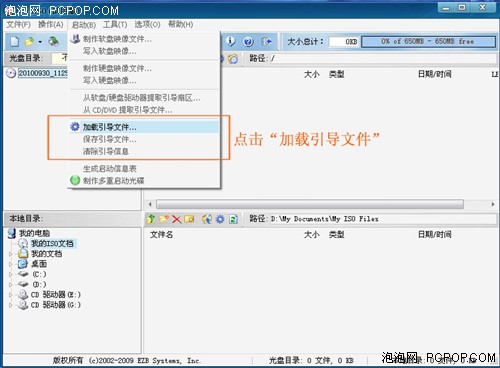 泡泡网 PCPOP.COM
文件(F) 操作(A) 启动(B) 工具(T) 选项(O) 帮助(H)
大小总计: 0KB 0% of 650MB - 650MB free
光盘目录: 不
路径: /
20100930_1125
大小 类型 日期/时间
制作软盘映像文件...
写入软盘映像...
制作硬盘映像文件...
写入硬盘映像...
从软盘/硬盘驱动器提取引导扇区...
从 CD/DVD 提取引导文件...
加载引导文件...
保存引导文件...
清除引导信息
生成启动信息表
制作多重启动光碟
点击“加载引导文件”
本地目录:
路径: D:\My Documents\My ISO Files
我的电脑
我的ISO文档
我的文档
桌面
(C:)
(D:)
CD 驱动器(E:)
CD 驱动器(G:)
文件名 大小 类型 日期/时间
版权所有 (c)2002-2009 EZB Systems, Inc.
光盘目录: 0 文件, 0 KB
本地目录: 0 文件, 0 KB
泡泡网 PCPOP.COM